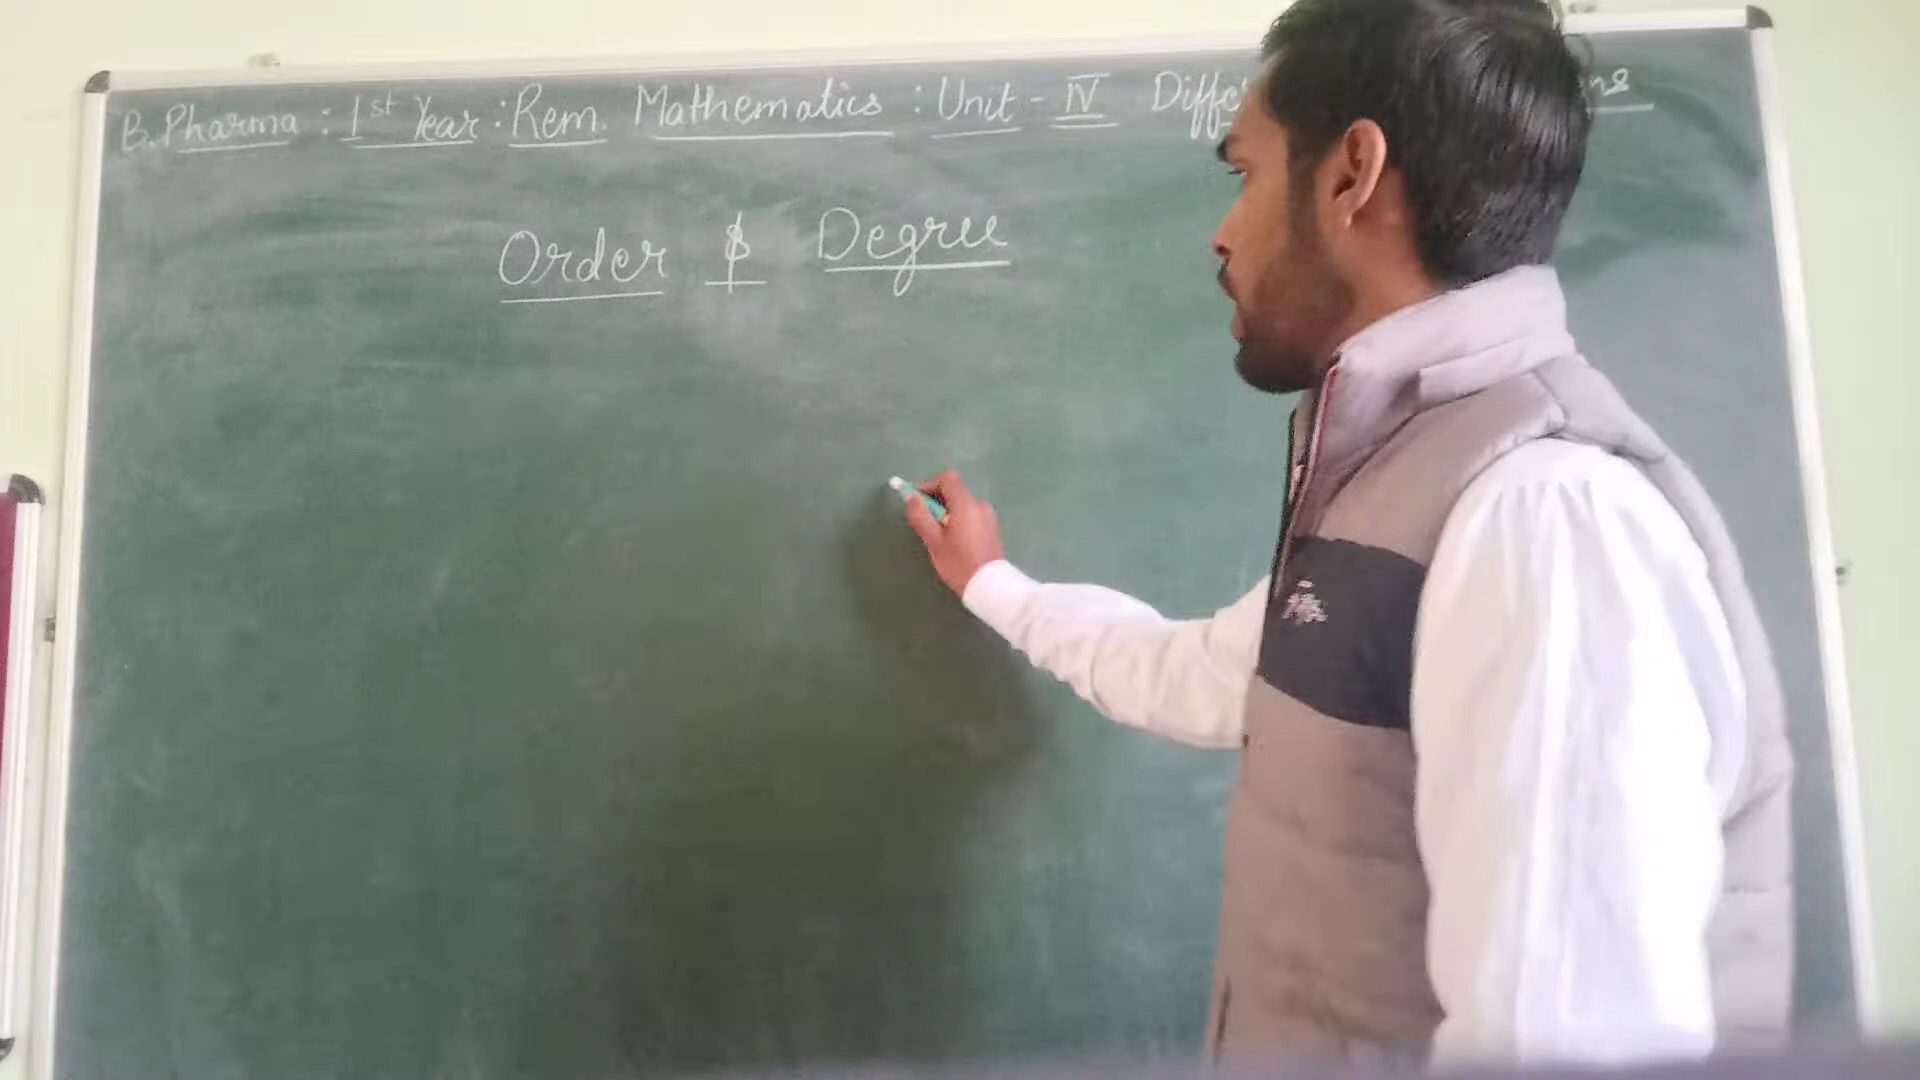 B.Pharma : 1st Year : Rem. Mathematics : Unit - IV
Order & Degree